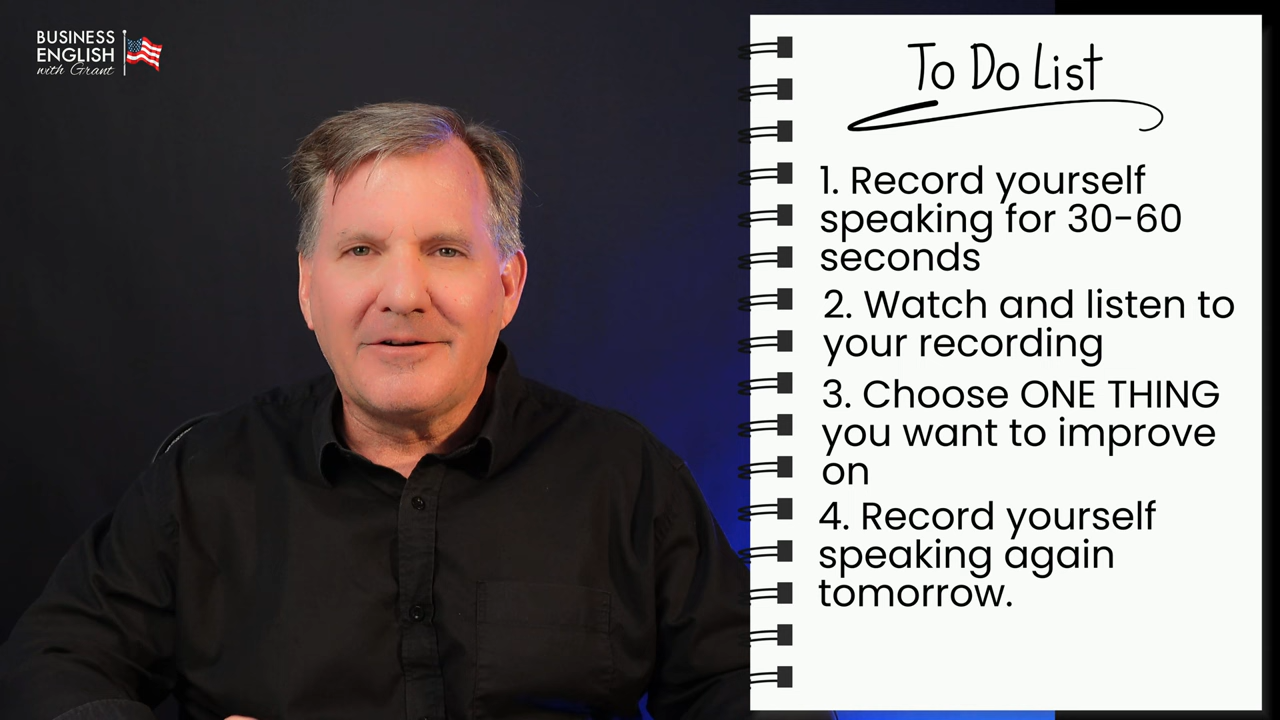 BUSINESS
ENGLISH
with Grant
To Do List
1. Record yourself
speaking for 30-60
seconds
2. Watch and listen to
your recording
3. Choose ONE THING
you want to improve
on
4. Record yourself
speaking again
tomorrow.